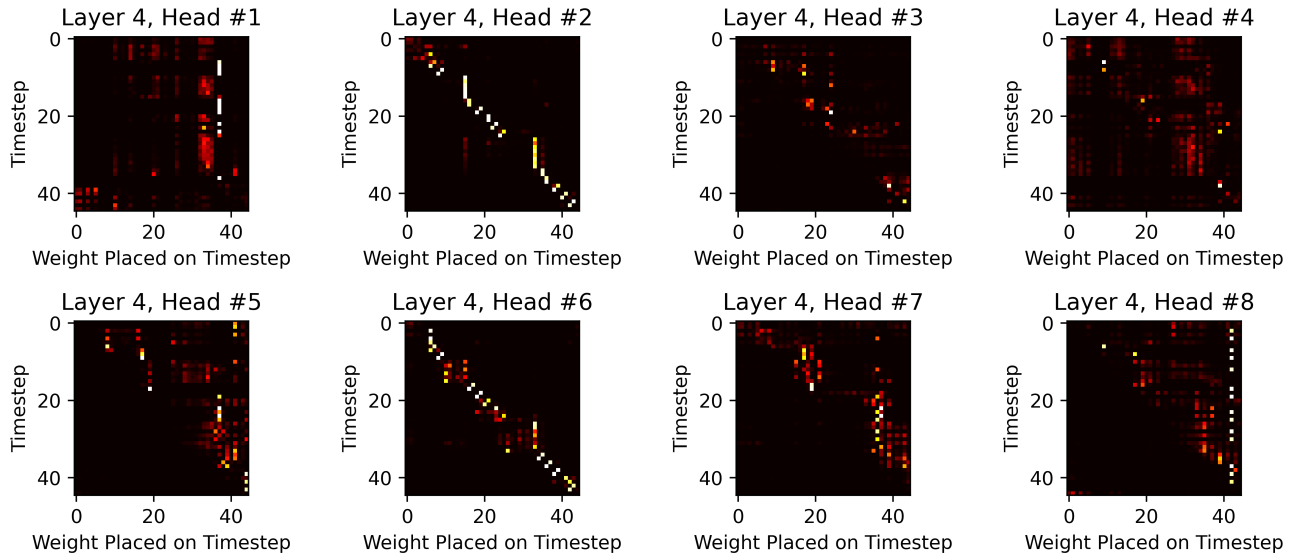 Layer 4, Head #1 Layer 4, Head #2 Layer 4, Head #3 Layer 4, Head #4
0 0 0 0
Timestep Timestep Timestep Timestep
20 20 20 20
40 40 40 40
0 20 40 0 20 40 0 20 40 0 20 40
Weight Placed on Timestep Weight Placed on Timestep Weight Placed on Timestep Weight Placed on Timestep
Layer 4, Head #5 Layer 4, Head #6 Layer 4, Head #7 Layer 4, Head #8
0 0 0 0
Timestep Timestep Timestep Timestep
20 20 20 20
40 40 40 40
0 20 40 0 20 40 0 20 40 0 20 40
Weight Placed on Timestep Weight Placed on Timestep Weight Placed on Timestep Weight Placed on Timestep